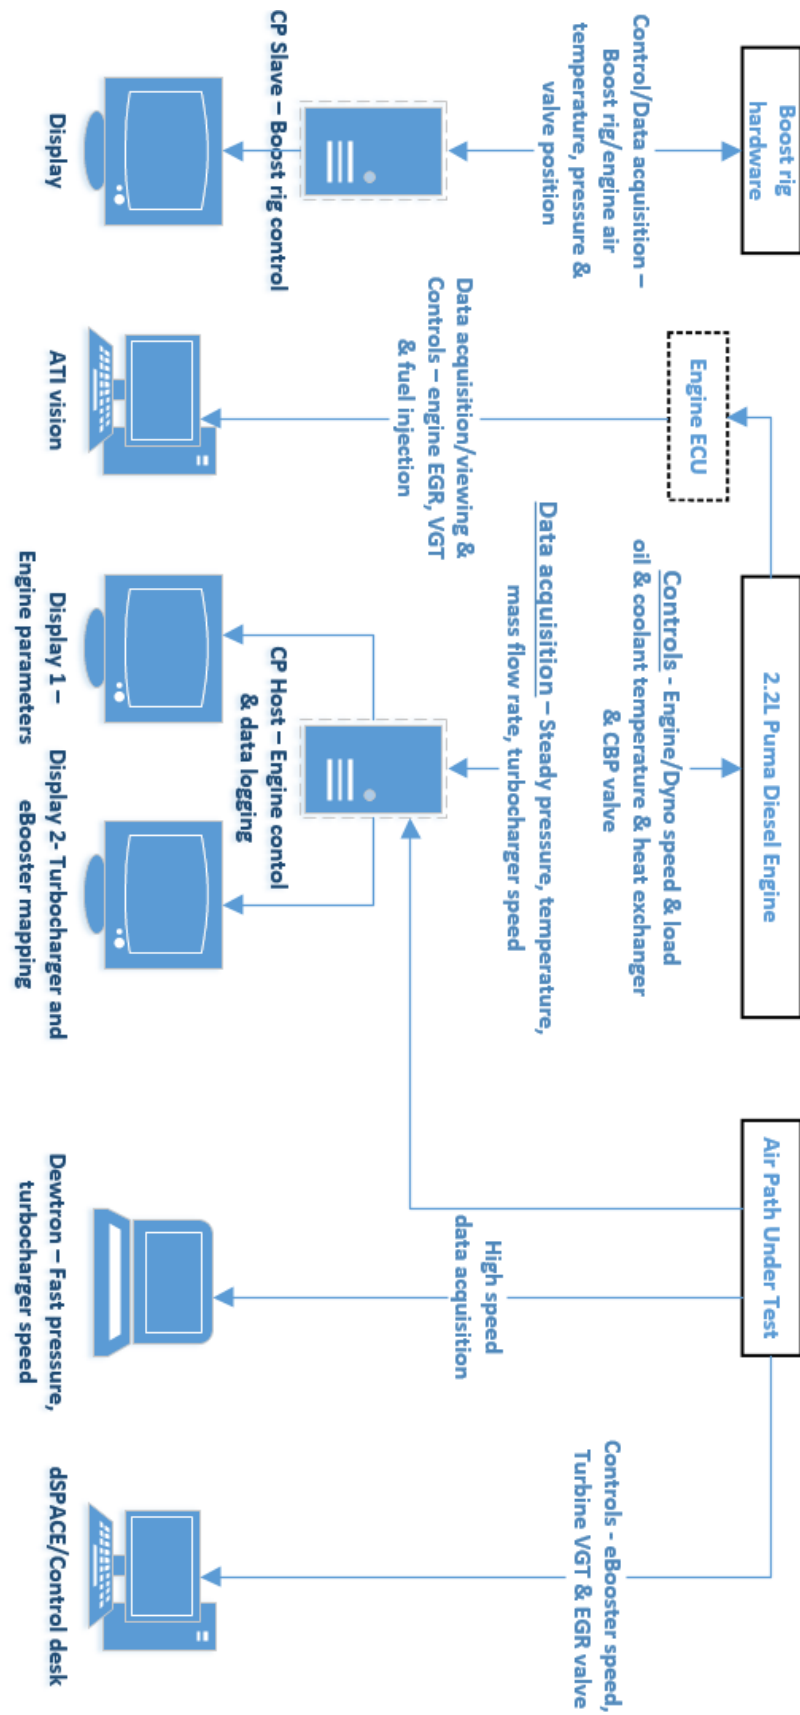 Boost rig
hardware
Control/Data acquisition –
Boost rig/engine air
temperature, pressure &
valve position
CP Slave – Boost rig control
Display
Engine ECU
Data acquisition/viewing &
Controls – engine EGR, VGT
& fuel injection
ATI vision
2.2L Puma Diesel Engine
Controls - Engine/Dyno speed & load
oil & coolant temperature & heat exchanger
& CBP valve
Data acquisition – Steady pressure, temperature,
mass flow rate, turbocharger speed
CP Host – Engine contol
& data logging
Display 1 –
Engine parameters
Display 2- Turbocharger and
eBooster mapping
Air Path Under Test
High speed
data acquisition
Dewtron – Fast pressure,
turbocharger speed
Controls - eBooster speed,
Turbine VGT & EGR valve
dSPACE/Control desk